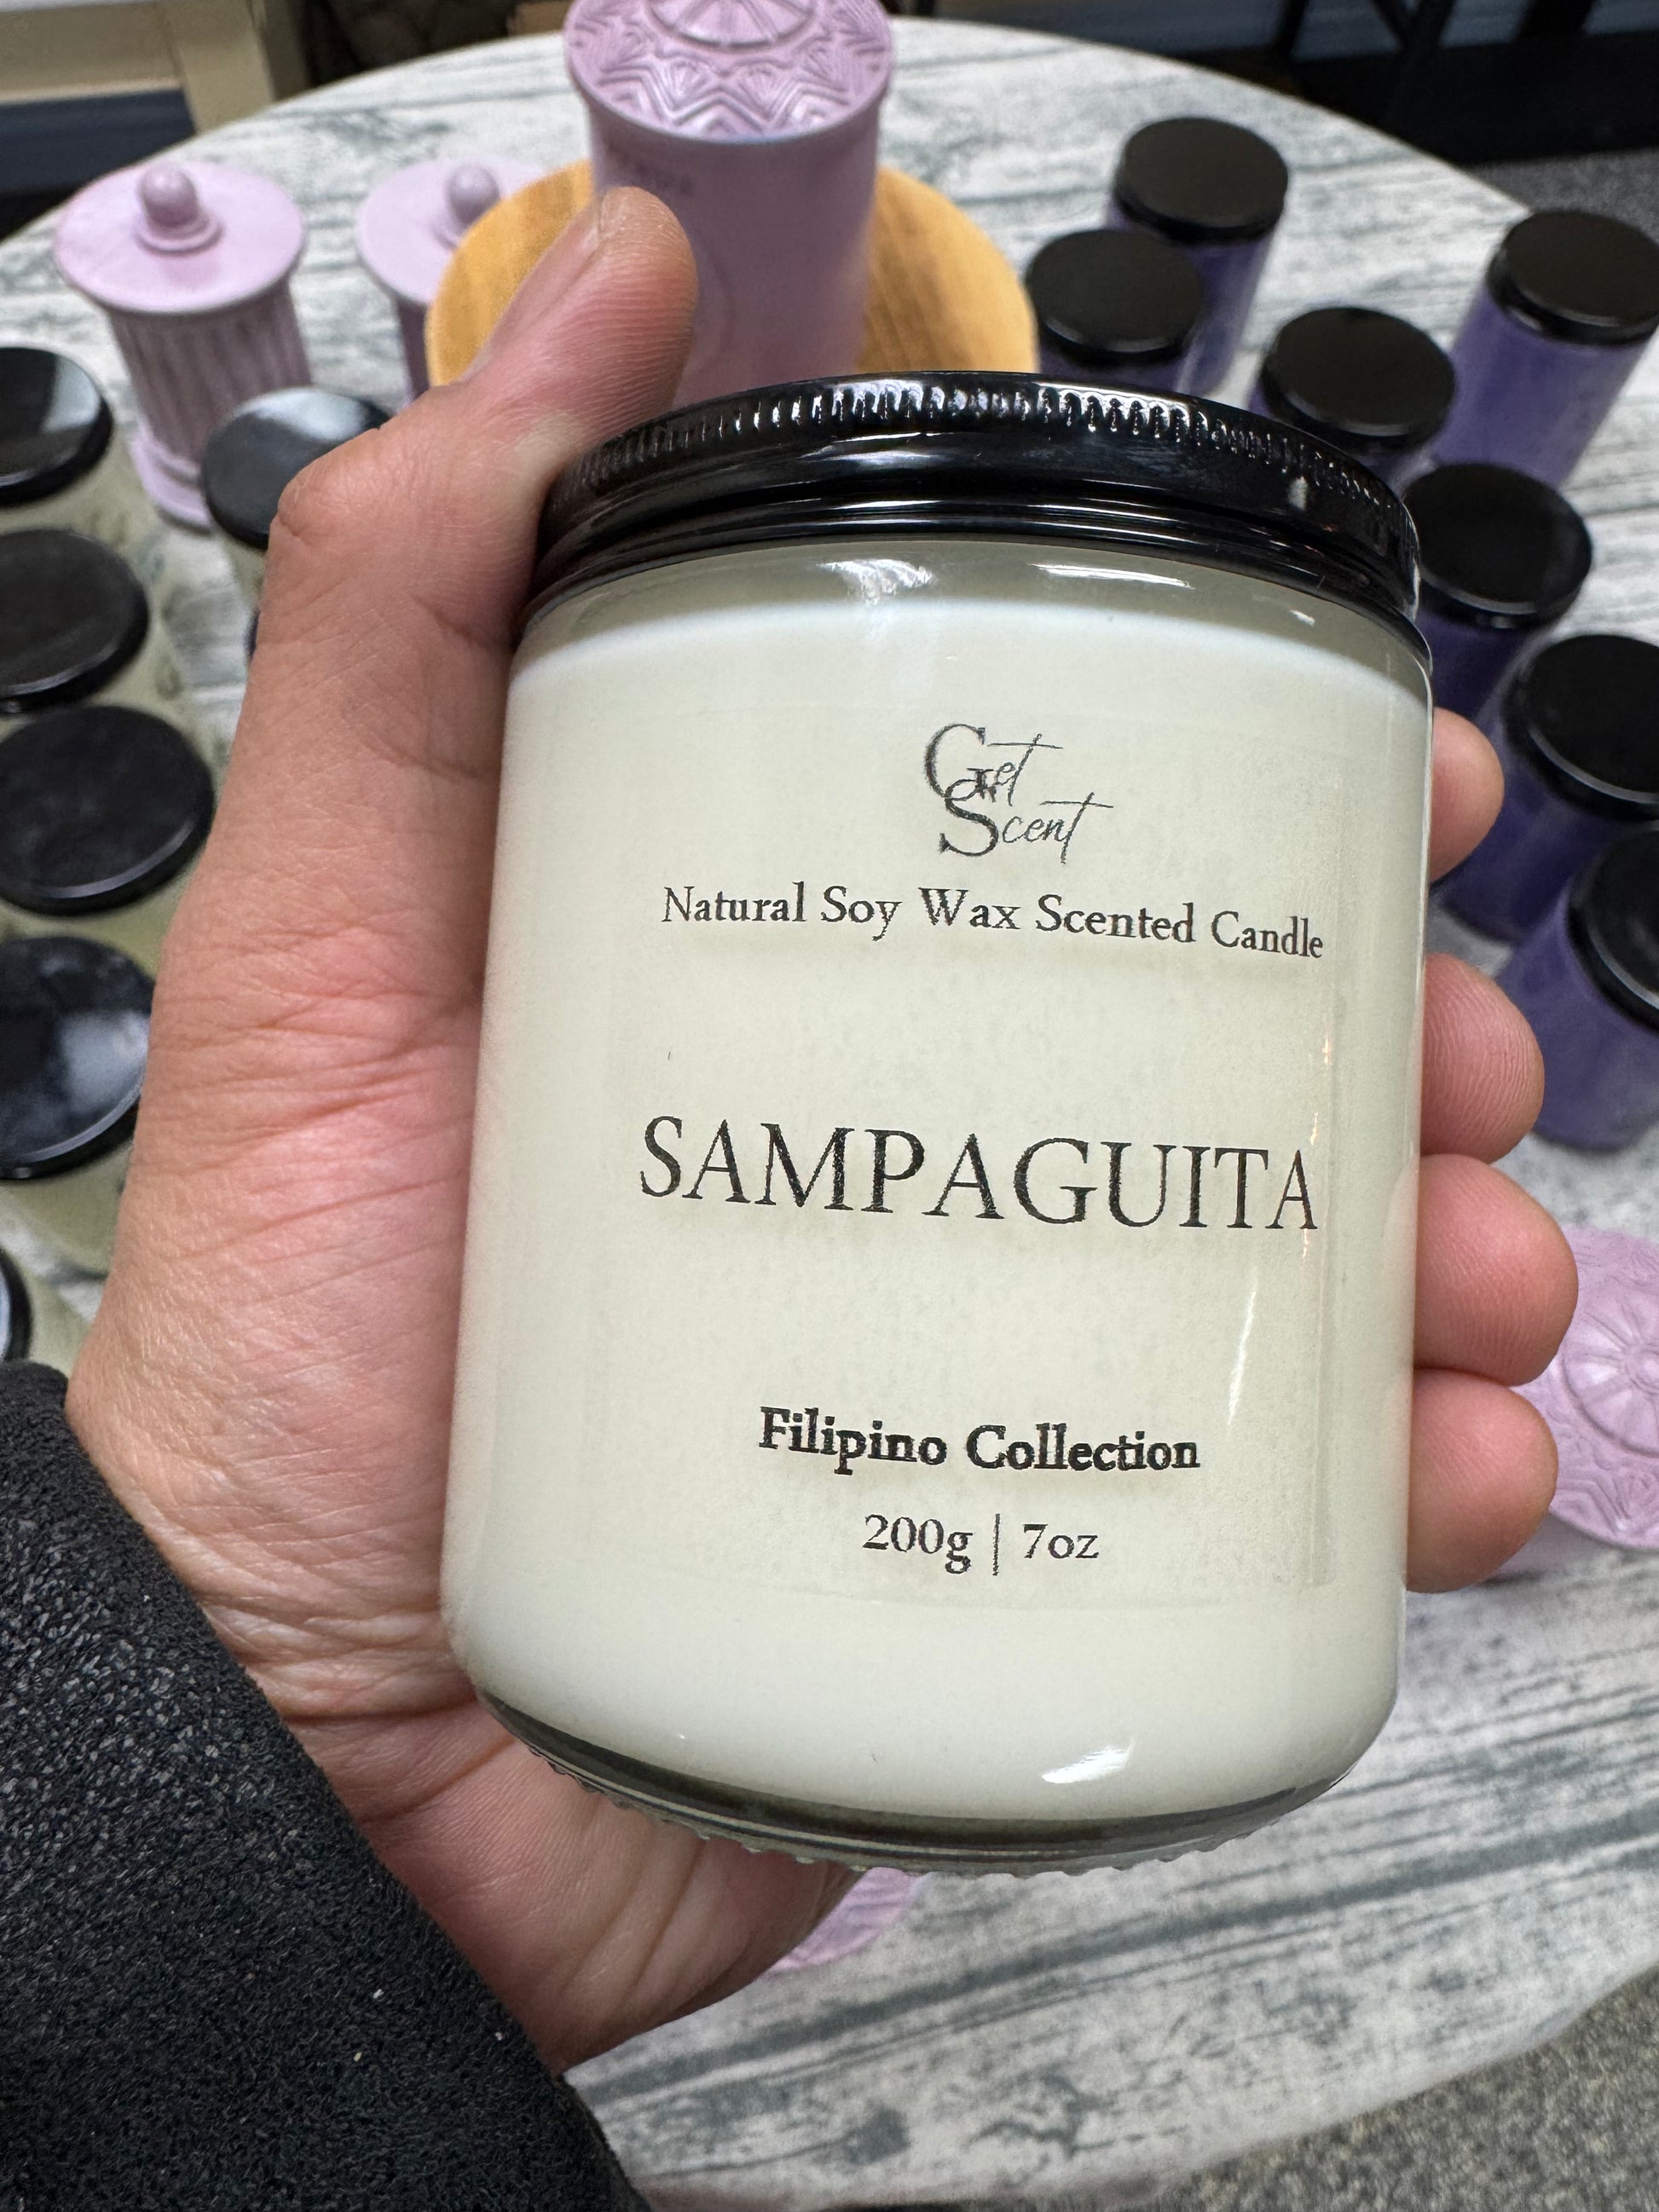 Get
Scent
Natural Soy Wax Scented Candle
SAMPAGUITA
Filipino Collection
200g | 7oz